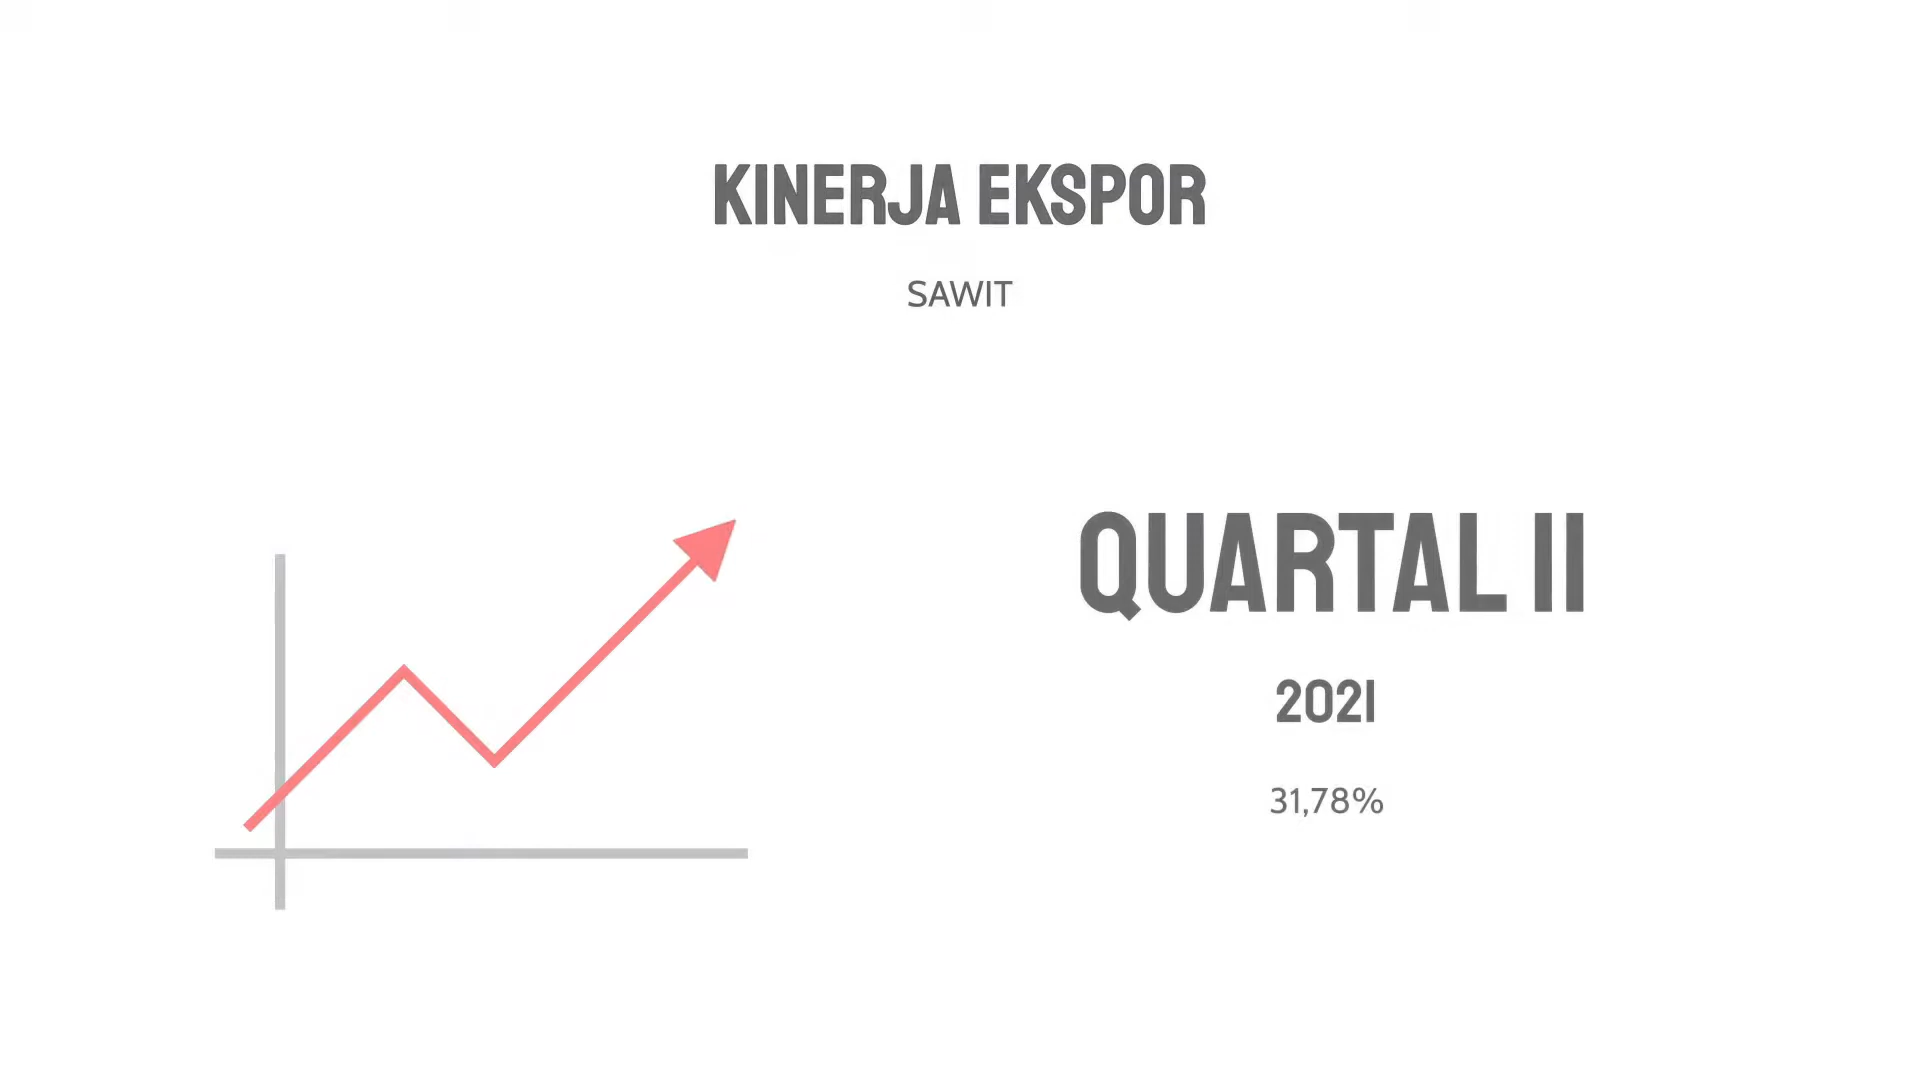 KINERJA EKSPOR
SAWIT
QUARTAL II
2021
31,78%